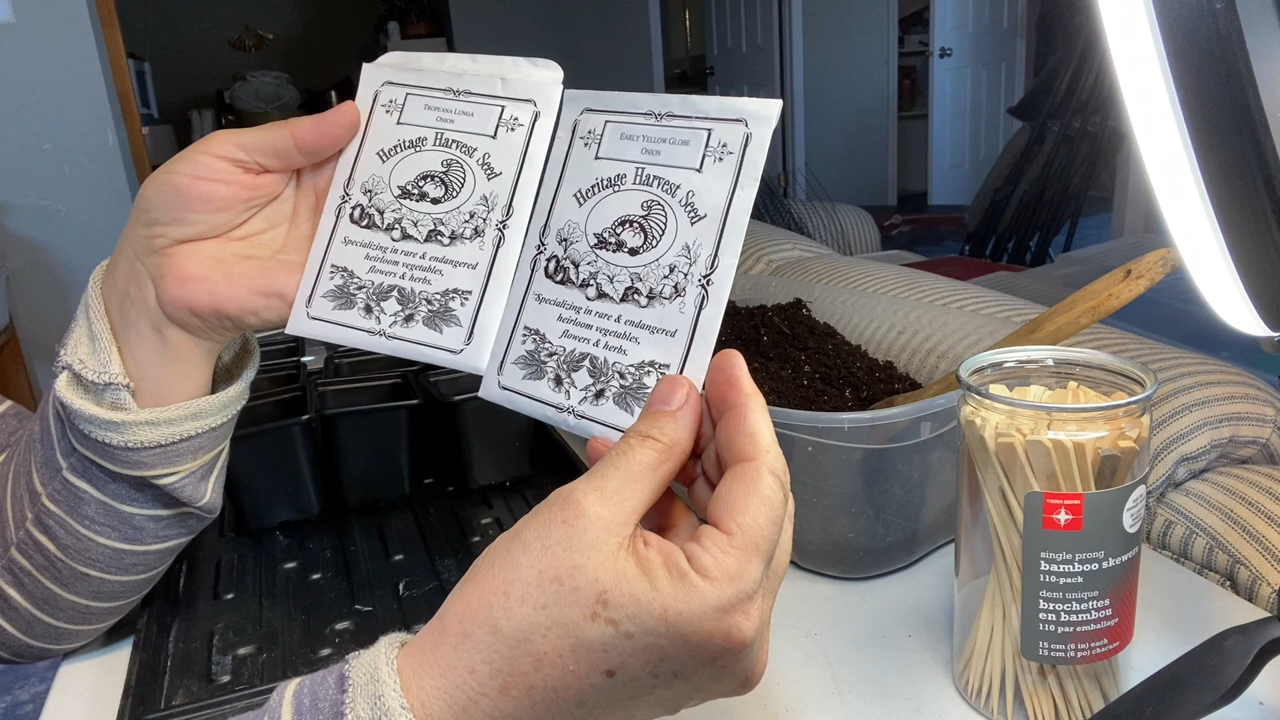 TROPEANA LUNGA
ONION
Heritage Harvest Seed
Specializing in rare & endangered
heirloom vegetables,
flowers & herbs.
EARLY YELLOW GLOBE
ONION
Heritage Harvest Seed
Specializing in rare & endangered
heirloom vegetables,
flowers & herbs.
YERRA GEAR
single prong
bamboo skewers
110-pack
dent unique
brochettes
en bambou
110 par emballage
15 cm (6 in) each
15 cm (6 po) chacune